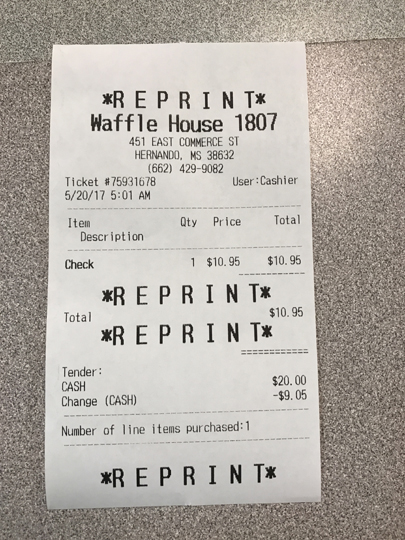 *REPRINT*
Waffle House 1807
451 EAST COMMERCE ST
HERNANDO, MS 38632
(662) 429-9082
Ticket #75931678 User:Cashier
5/20/17 5:01 AM
Item Qty Price Total
Description
Check 1 $10.95 $10.95
*REPRINT*
Total $10.95
*REPRINT*
Tender:
CASH $20.00
Change (CASH) -$9.05
Number of line items purchased:1
*REPRINT*